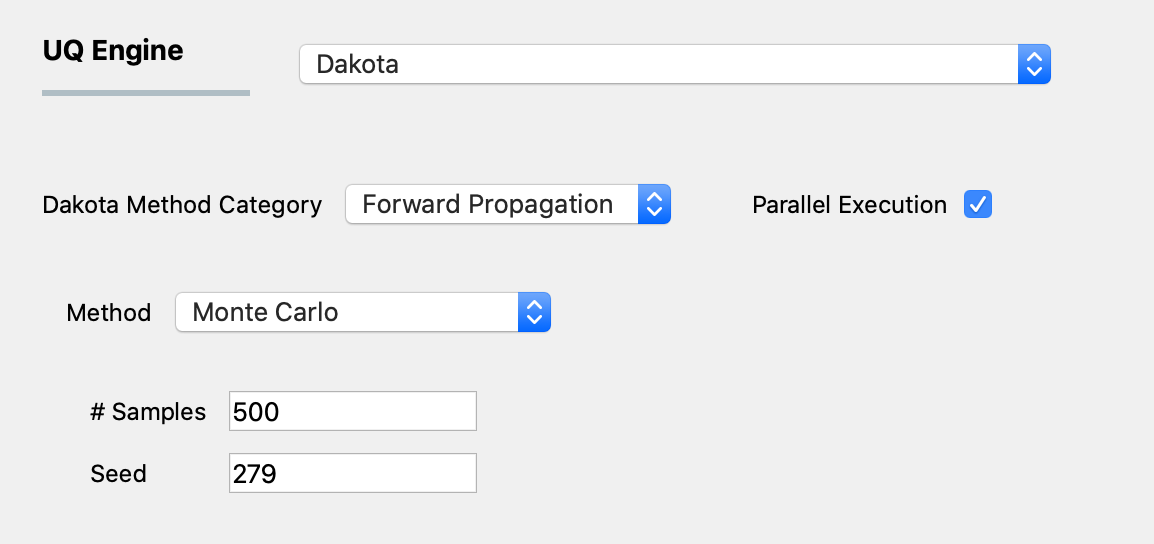 UQ Engine Dakota
Dakota Method Category Forward Propagation Parallel Execution
Method Monte Carlo
# Samples 500
Seed 279